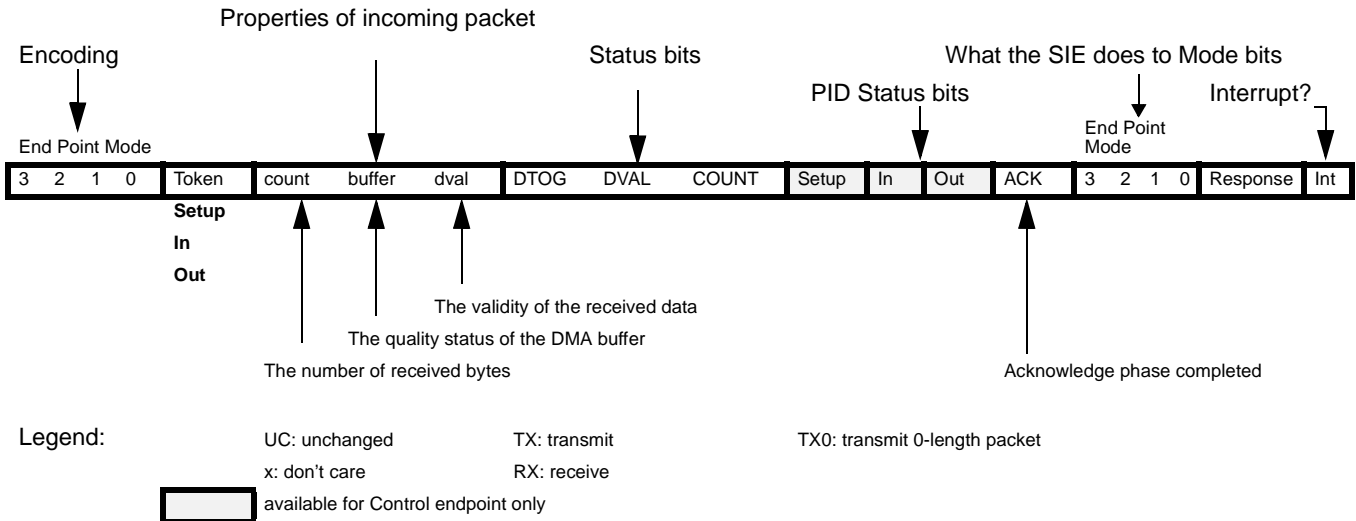 Properties of incoming packet
Encoding Status bits What the SIE does to Mode bits
PID Status bits Interrupt?
End Point Mode End Point
Mode
3 2 1 0 Token count buffer dval DTOG DVAL COUNT Setup In Out ACK 3 2 1 0 Response Int
Setup
In
Out
The validity of the received data
The quality status of the DMA buffer
The number of received bytes Acknowledge phase completed
Legend: UC: unchanged TX: transmit TX0: transmit 0-length packet
x: don't care RX: receive
available for Control endpoint only